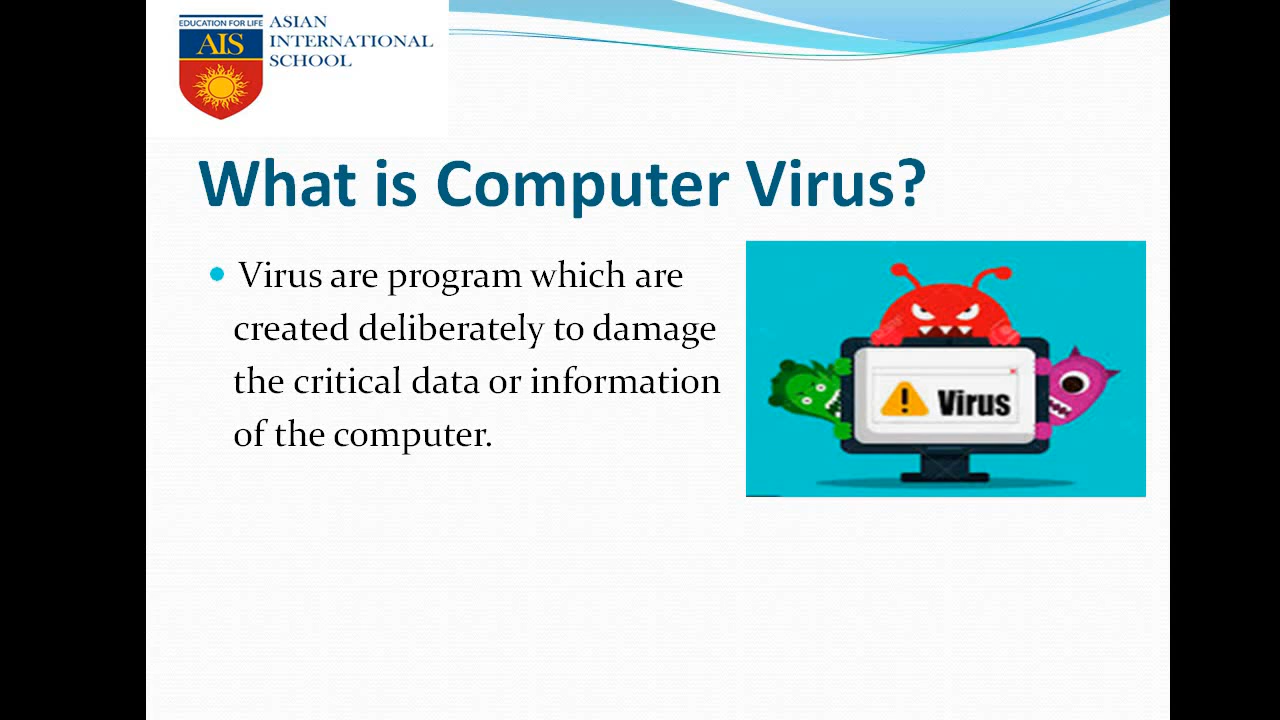 EDUCATION FOR LIFE
AIS
ASIAN
INTERNATIONAL
SCHOOL
What is Computer Virus?
Virus are program which are
created deliberately to damage
the critical data or information
of the computer.
Virus